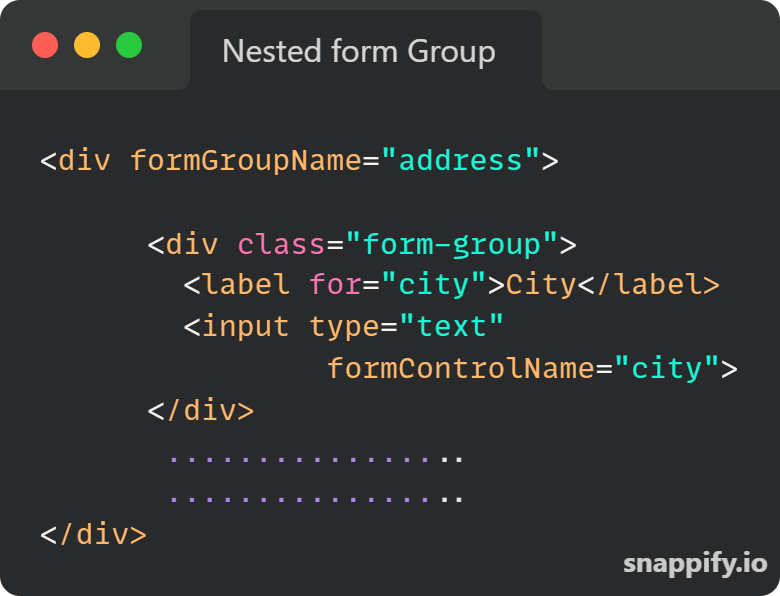 Nested form Group
<div formGroupName="address">
<div class="form-group">
<label for="city">City</label>
<input type="text"
formControlName="city">
</div>
.................
.................
</div>
snappify.io